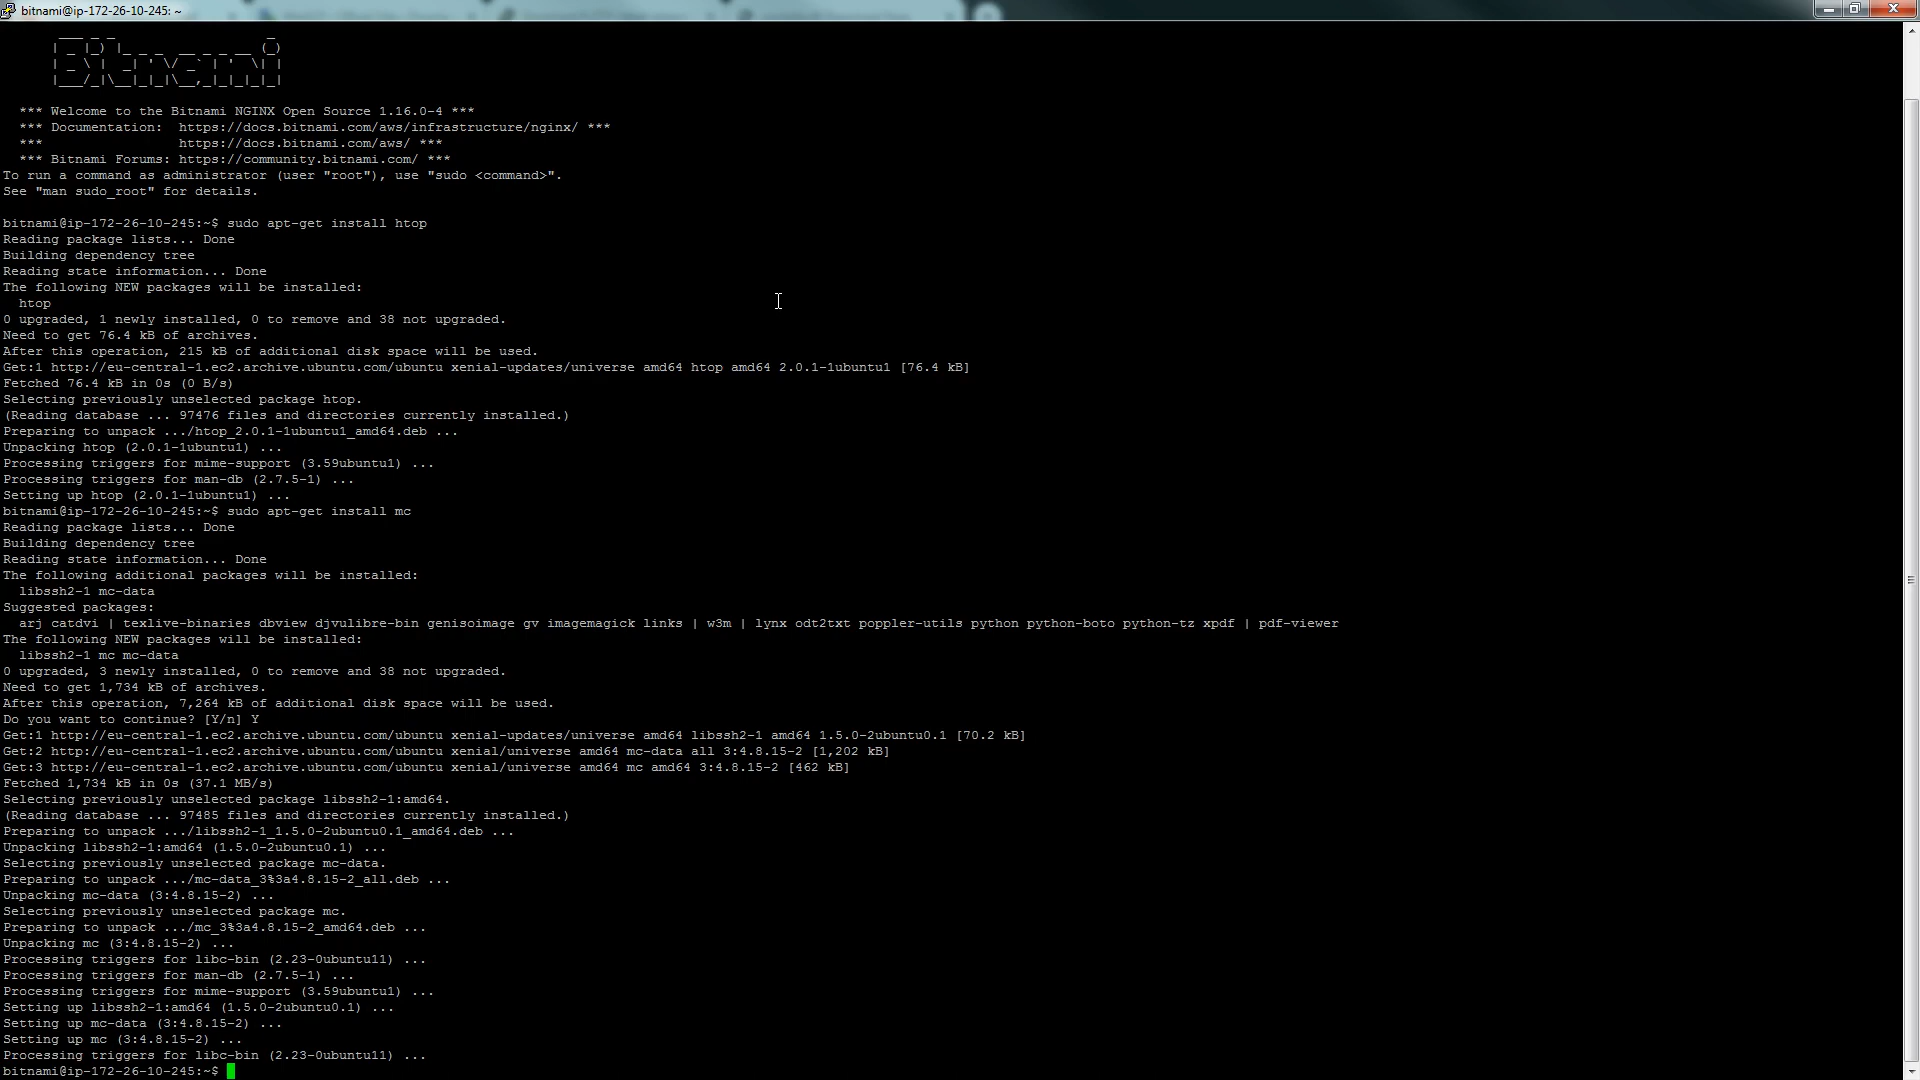 bitnami@ip-172-26-10-245: ~
Bitnami
*** Welcome to the Bitnami NGINX Open Source 1.16.0-4 ***
*** Documentation:  https://docs.bitnami.com/aws/infrastructure/nginx/ ***
***                 https://docs.bitnami.com/aws/ ***
*** Bitnami Forums: https://community.bitnami.com/ ***
To run a command as administrator (user "root"), use "sudo <command>".
See "man sudo_root" for details.
bitnami@ip-172-26-10-245:~$ sudo apt-get install htop
Reading package lists... Done
Building dependency tree
Reading state information... Done
The following NEW packages will be installed:
htop
0 upgraded, 1 newly installed, 0 to remove and 38 not upgraded.
Need to get 76.4 kB of archives.
After this operation, 215 kB of additional disk space will be used.
Get:1 http://eu-central-1.ec2.archive.ubuntu.com/ubuntu xenial-updates/universe amd64 htop amd64 2.0.1-1ubuntu1 [76.4 kB]
Fetched 76.4 kB in 0s (0 B/s)
Selecting previously unselected package htop.
(Reading database ... 97476 files and directories currently installed.)
Preparing to unpack .../htop_2.0.1-1ubuntu1_amd64.deb ...
Unpacking htop (2.0.1-1ubuntu1) ...
Processing triggers for mime-support (3.59ubuntu1) ...
Processing triggers for man-db (2.7.5-1) ...
Setting up htop (2.0.1-1ubuntu1) ...
bitnami@ip-172-26-10-245:~$ sudo apt-get install mc
Reading package lists... Done
Building dependency tree
Reading state information... Done
The following additional packages will be installed:
libssh2-1 mc-data
Suggested packages:
arj catdvi | texlive-binaries dbview djvulibre-bin genisoimage gv imagemagick links | w3m | lynx odt2txt poppler-utils python python-boto python-tz xpdf | pdf-viewer
The following NEW packages will be installed:
libssh2-1 mc mc-data
0 upgraded, 3 newly installed, 0 to remove and 38 not upgraded.
Need to get 1,734 kB of archives.
After this operation, 7,264 kB of additional disk space will be used.
Do you want to continue? [Y/n] Y
Get:1 http://eu-central-1.ec2.archive.ubuntu.com/ubuntu xenial-updates/universe amd64 libssh2-1 amd64 1.5.0-2ubuntu0.1 [70.2 kB]
Get:2 http://eu-central-1.ec2.archive.ubuntu.com/ubuntu xenial/universe amd64 mc-data all 3:4.8.15-2 [1,202 kB]
Get:3 http://eu-central-1.ec2.archive.ubuntu.com/ubuntu xenial/universe amd64 mc amd64 3:4.8.15-2 [462 kB]
Fetched 1,734 kB in 0s (37.1 MB/s)
Selecting previously unselected package libssh2-1:amd64.
(Reading database ... 97485 files and directories currently installed.)
Preparing to unpack .../libssh2-1_1.5.0-2ubuntu0.1_amd64.deb ...
Unpacking libssh2-1:amd64 (1.5.0-2ubuntu0.1) ...
Selecting previously unselected package mc-data.
Preparing to unpack .../mc-data_3%3a4.8.15-2_all.deb ...
Unpacking mc-data (3:4.8.15-2) ...
Selecting previously unselected package mc.
Preparing to unpack .../mc_3%3a4.8.15-2_amd64.deb ...
Unpacking mc (3:4.8.15-2) ...
Processing triggers for libc-bin (2.23-0ubuntu11) ...
Processing triggers for man-db (2.7.5-1) ...
Processing triggers for mime-support (3.59ubuntu1) ...
Setting up libssh2-1:amd64 (1.5.0-2ubuntu0.1) ...
Setting up mc-data (3:4.8.15-2) ...
Setting up mc (3:4.8.15-2) ...
Processing triggers for libc-bin (2.23-0ubuntu11) ...
bitnami@ip-172-26-10-245:~$